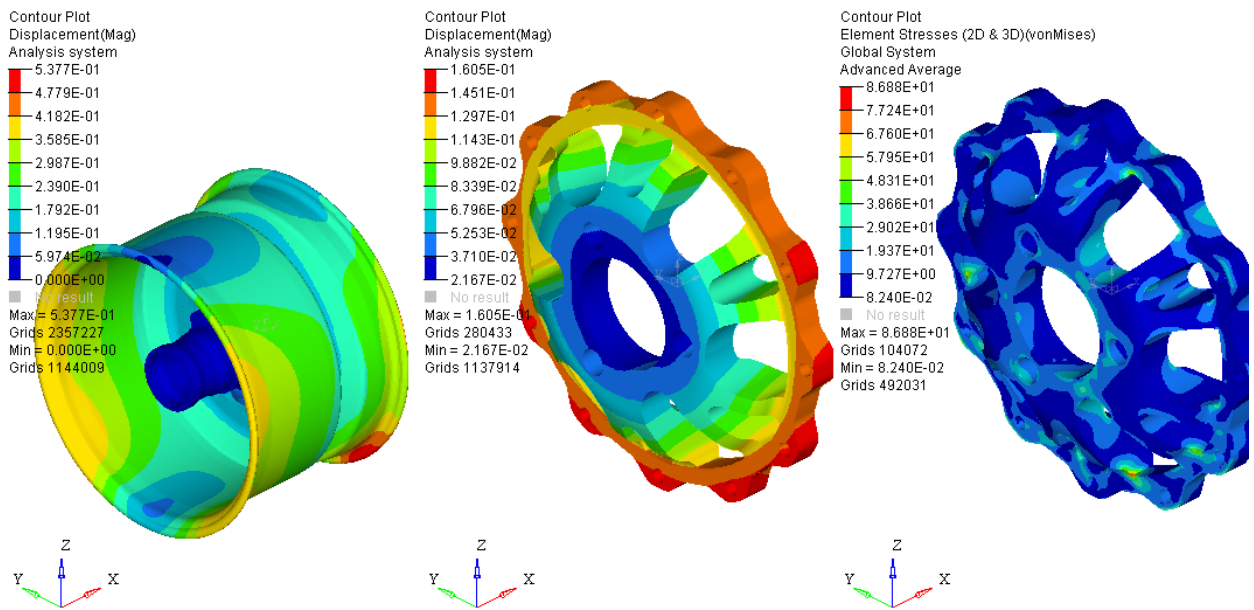 Contour Plot
Displacement(Mag)
Analysis system
5.377E-01
4.779E-01
4.182E-01
3.585E-01
2.987E-01
2.390E-01
1.792E-01
1.195E-01
5.974E-02
0.000E+00
No result
Max = 5.377E-01
Grids 2357227
Min = 0.000E+00
Grids 1144009
Z
Y
X
Contour Plot
Displacement(Mag)
Analysis system
1.605E-01
1.451E-01
1.297E-01
1.143E-01
9.882E-02
8.339E-02
6.796E-02
5.253E-02
3.710E-02
2.167E-02
No result
Max = 1.605E-01
Grids 280433
Min = 2.167E-02
Grids 1137914
Z
Y
X
Contour Plot
Element Stresses (2D & 3D)(vonMises)
Global System
Advanced Average
8.688E+01
7.724E+01
6.760E+01
5.795E+01
4.831E+01
3.866E+01
2.902E+01
1.937E+01
9.727E+00
8.240E-02
No result
Max = 8.688E+01
Grids 104072
Min = 8.240E-02
Grids 492031
Z
Y
X